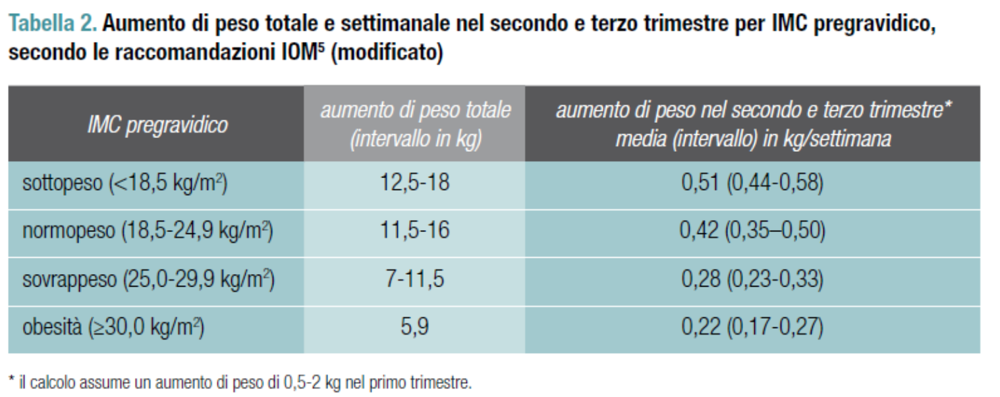 Tabella 2. Aumento di peso totale e settimanale nel secondo e terzo trimestre per IMC pregravidico,
secondo le raccomandazioni IOM⁵ (modificato)
IMC pregravidico
aumento di peso totale
(intervallo in kg)
aumento di peso nel secondo e terzo trimestre*
media (intervallo) in kg/settimana
sottopeso (<18,5 kg/m²) 12,5-18 0,51 (0,44-0,58)
normopeso (18,5-24,9 kg/m²) 11,5-16 0,42 (0,35–0,50)
sovrappeso (25,0-29,9 kg/m²) 7-11,5 0,28 (0,23-0,33)
obesità (≥30,0 kg/m²) 5,9 0,22 (0,17-0,27)
* il calcolo assume un aumento di peso di 0,5-2 kg nel primo trimestre.